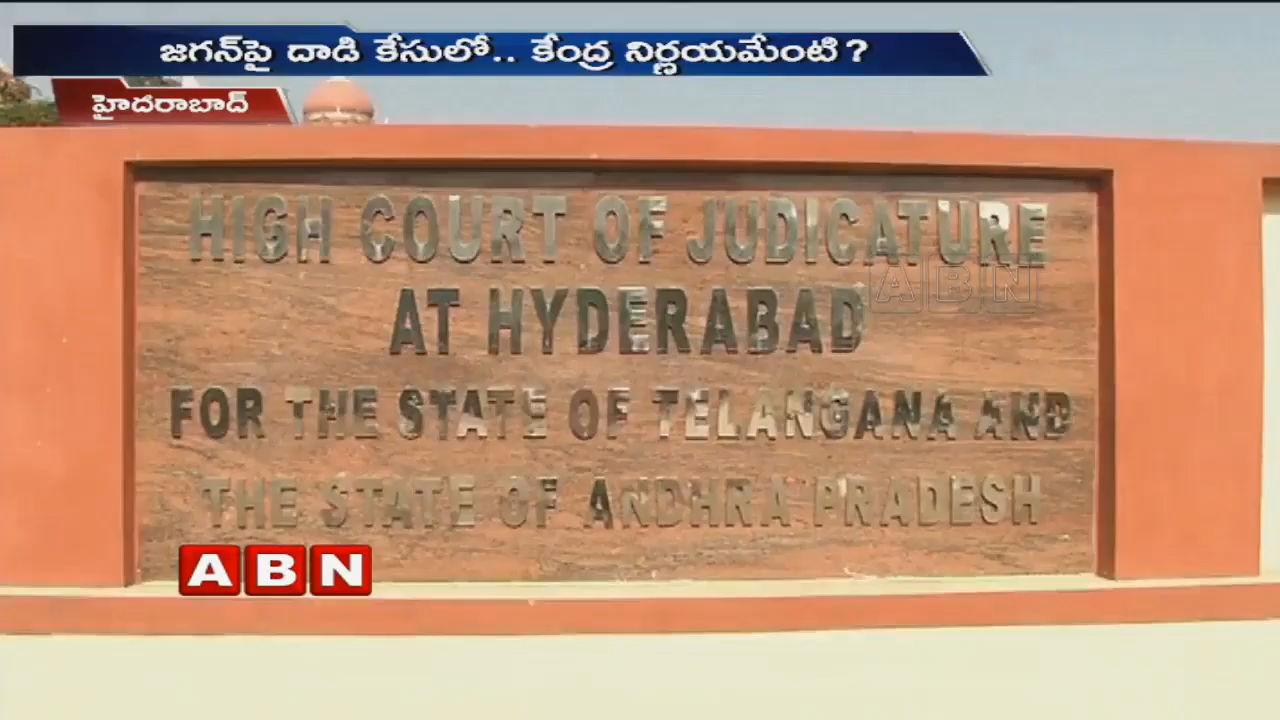 జగన్‌పై దాడి కేసులో.. కేంద్ర నిర్ణయమేంటి?
హైదరాబాద్
HIGH COURT OF JUDICATURE
ABN
AT HYDERABAD
FOR THE STATE OF TELANGANA AND
THE STATE OF ANDHRA PRADESH
ABN